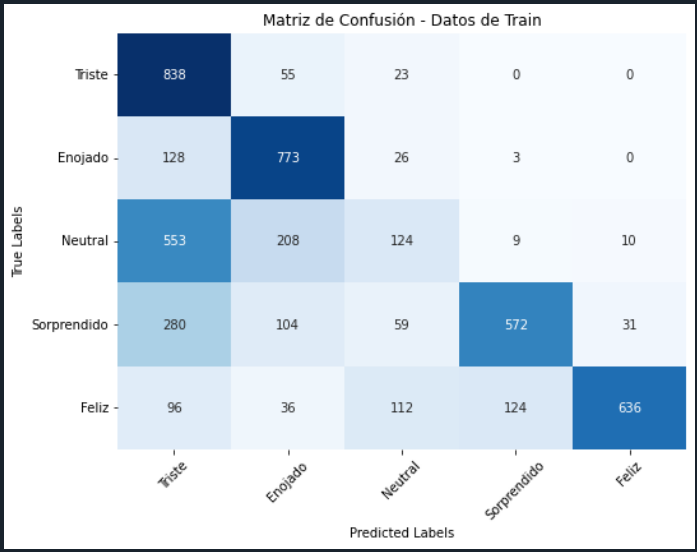 Matriz de Confusión - Datos de Train
True Labels
Triste 838 55 23 0 0
Enojado 128 773 26 3 0
Neutral 553 208 124 9 10
Sorprendido 280 104 59 572 31
Feliz 96 36 112 124 636
Triste Enojado Neutral Sorprendido Feliz
Predicted Labels